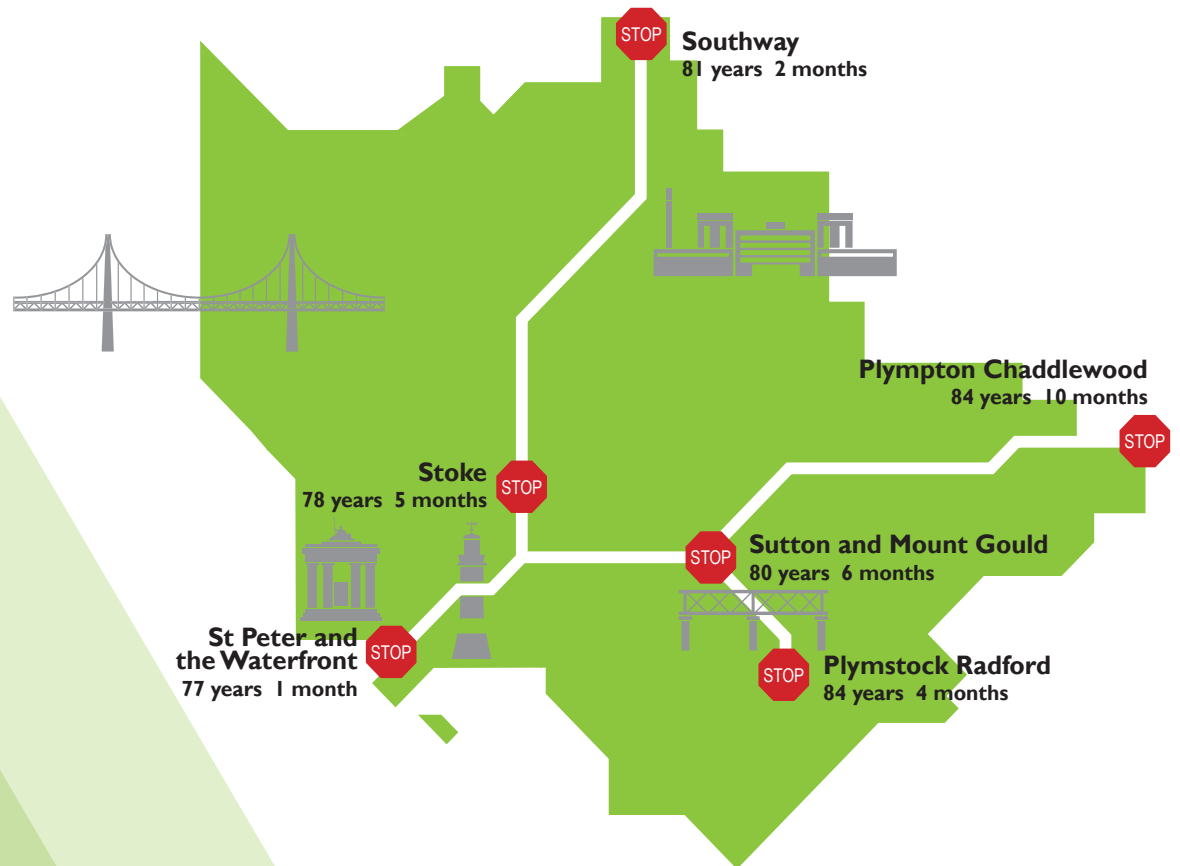 STOP
Southway
81 years 2 months
Plympton Chaddlewood
84 years 10 months
STOP
Stoke
78 years 5 months
STOP
STOP
Sutton and Mount Gould
80 years 6 months
St Peter and
the Waterfront
77 years 1 month
STOP
STOP
Plymstock Radford
84 years 4 months